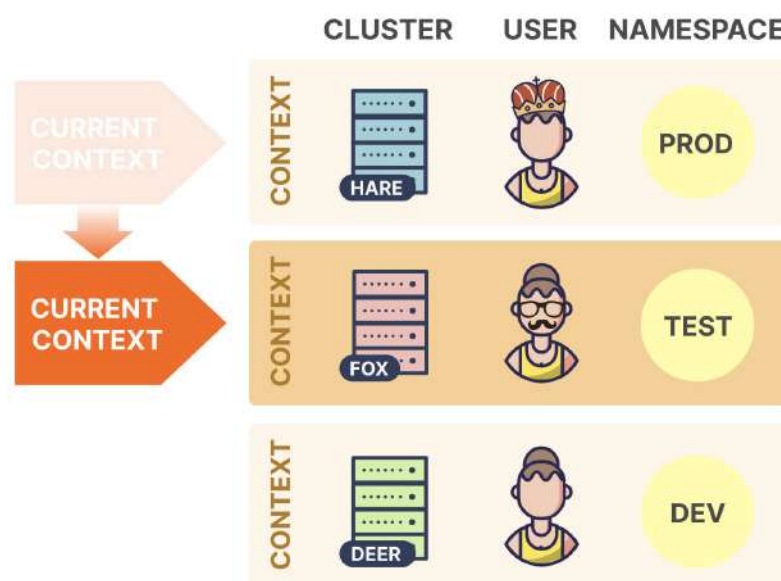 CLUSTER USER NAMESPACE
CURRENT
CONTEXT
CONTEXT
HARE
PROD
CURRENT
CONTEXT
CONTEXT
FOX
TEST
CONTEXT
DEER
DEV